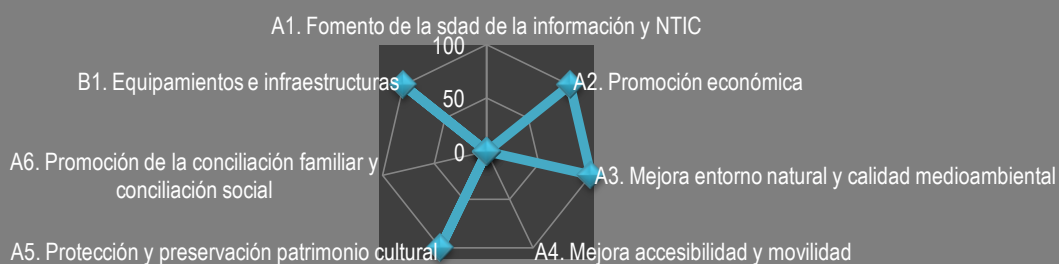 A1. Fomento de la sdad de la información y NTIC
100
B1. Equipamientos e infraestructuras
A2. Promoción económica
50
A6. Promoción de la conciliación familiar y
conciliación social
0
A3. Mejora entorno natural y calidad medioambiental
A5. Protección y preservación patrimonio cultural
A4. Mejora accesibilidad y movilidad